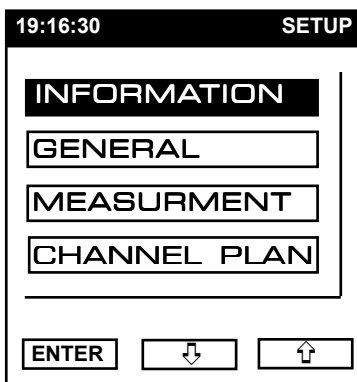 19:16:30 SETUP
INFORMATION
GENERAL
MEASURMENT
CHANNEL PLAN
ENTER